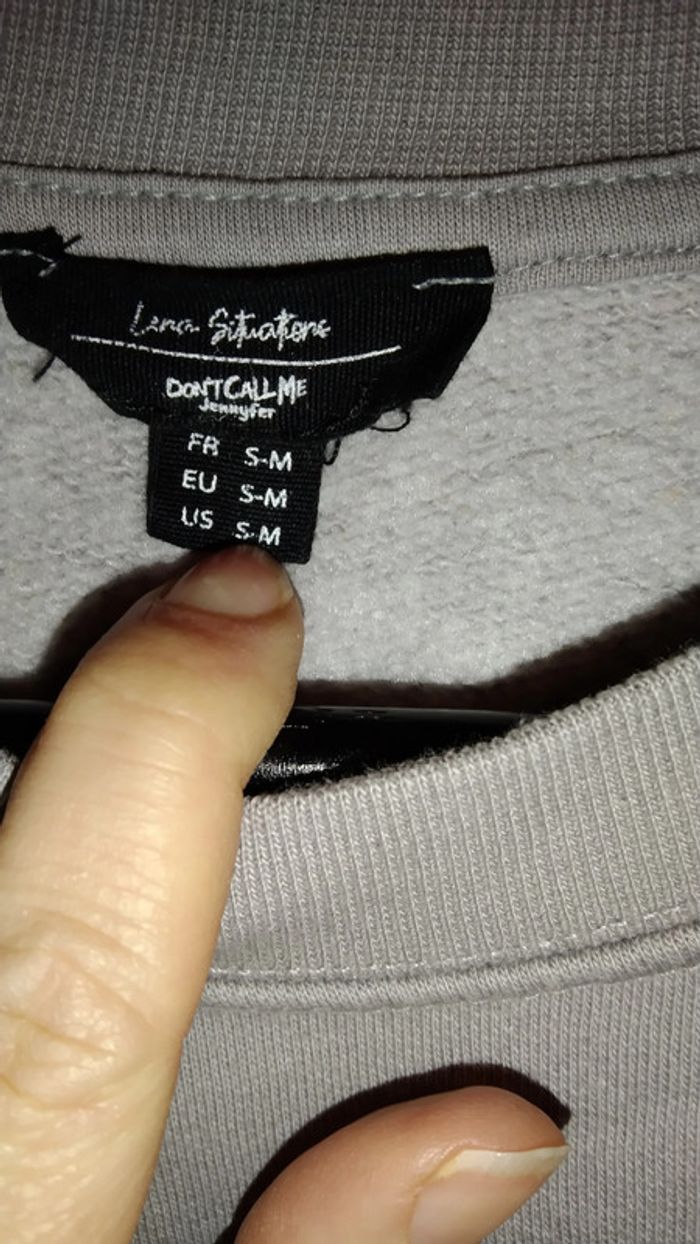 Lena Situations
DON'T CALL ME
Jennyfer
FR S-M
EU S-M
US S-M